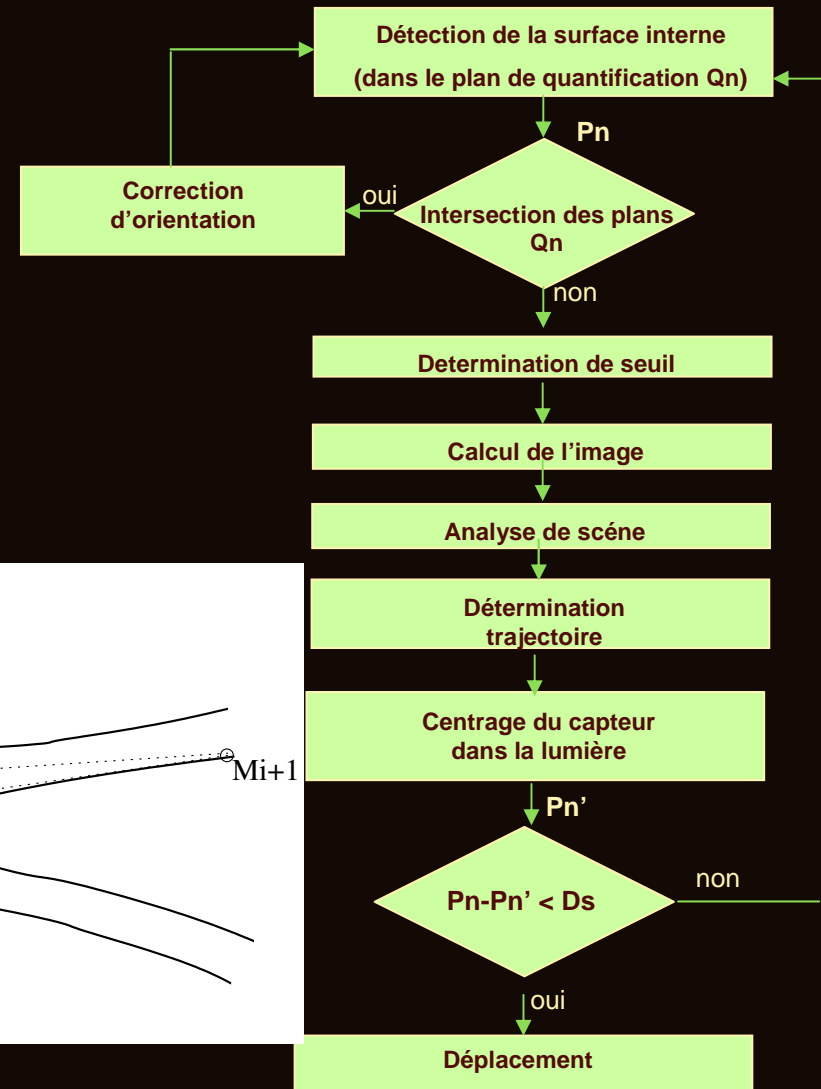 Détection de la surface interne
(dans le plan de quantification Qn)
Pn
Correction
d'orientation
oui
Intersection des plans
Qn
non
Determination de seuil
Calcul de l'image
Analyse de scéne
Détermination
trajectoire
Centrage du capteur
dans la lumière
Mi+1
Pn'
Pn-Pn' < Ds
non
oui
Déplacement